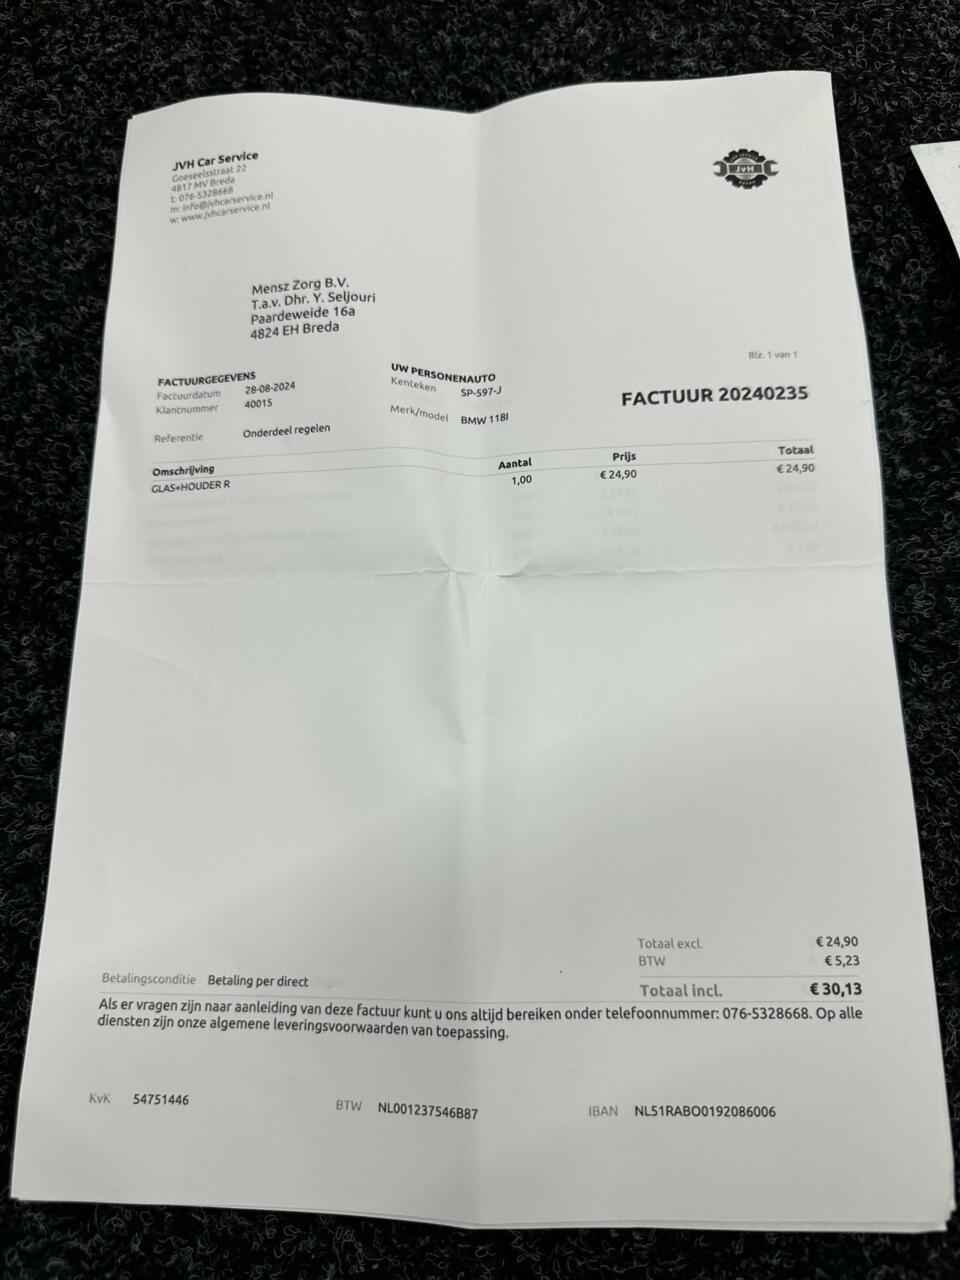 JVH Car Service
Goeseelsstraat 22
4817 MV Breda
t: 076-5328668
m: info@jvhcarservice.nl
w: www.jvhcarservice.nl
JVH
Mensz Zorg B.V.
T.a.v. Dhr. Y. Seljouri
Paardeweide 16a
4824 EH Breda
Blz. 1 van 1
FACTUURGEGEVENS
Factuurdatum 28-08-2024
Klantnummer 40015
Referentie Onderdeel regelen
UW PERSONENAUTO
Kenteken SP-597-J
Merk/model BMW 118I
FACTUUR 20240235
Omschrijving Aantal Prijs Totaal
GLAS+HOUDER R 1,00 € 24,90 € 24,90
Totaal excl. € 24,90
BTW € 5,23
Betalingsconditie Betaling per direct
Totaal incl. € 30,13
Als er vragen zijn naar aanleiding van deze factuur kunt u ons altijd bereiken onder telefoonnummer: 076-5328668. Op alle
diensten zijn onze algemene leveringsvoorwaarden van toepassing.
KvK 54751446 BTW NL001237546B87 IBAN NL51RABO0192086006